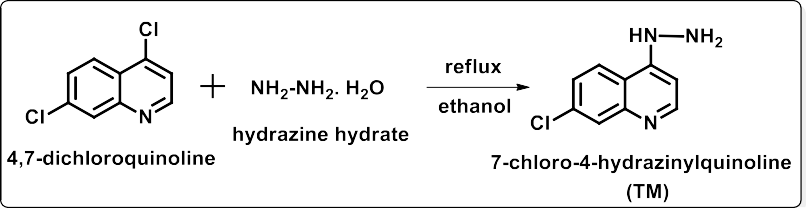 Cl
Cl
N
4,7-dichloroquinoline
+
NH2-NH2. H2O
hydrazine hydrate
reflux
ethanol
HN
NH2
Cl
N
7-chloro-4-hydrazinylquinoline
(TM)